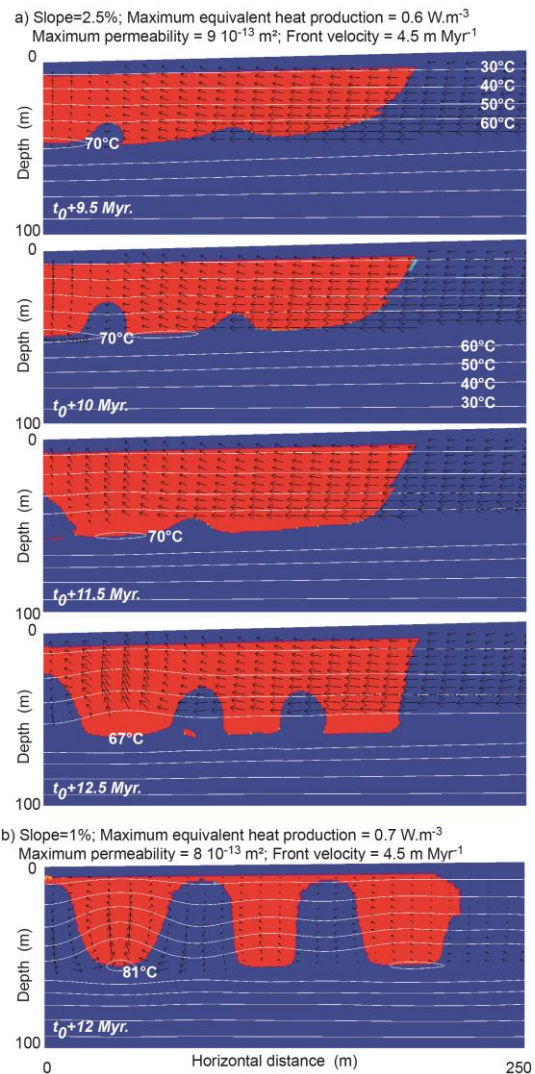 a) Slope=2.5%; Maximum equivalent heat production = 0.6 W.m⁻³
Maximum permeability = 9 10⁻¹³ m²; Front velocity = 4.5 m Myr⁻¹
0
30°C
40°C
50°C
60°C
70°C
Depth (m)
t₀+9.5 Myr.
100
0
70°C
60°C
50°C
40°C
30°C
Depth (m)
t₀+10 Myr.
100
0
70°C
Depth (m)
t₀+11.5 Myr.
100
0
67°C
Depth (m)
t₀+12.5 Myr.
100
b) Slope=1%; Maximum equivalent heat production = 0.7 W.m⁻³
Maximum permeability = 8 10⁻¹³ m²; Front velocity = 4.5 m Myr⁻¹
0
81°C
Depth (m)
t₀+12 Myr.
100
0 Horizontal distance (m) 250